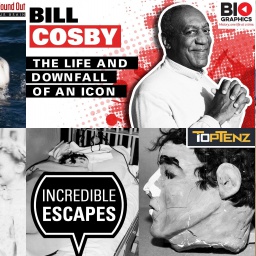 ound Out
BILL
COSBY
THE LIFE AND
DOWNFALL
OF AN ICON
BIO
GRAPHICS
INCREDIBLE
ESCAPES
TOPTENZ